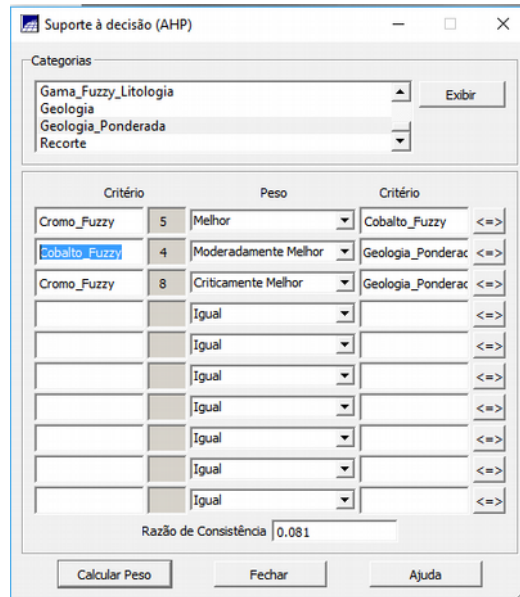 Suporte à decisão (AHP)
Categorias
Gama_Fuzzy_Litologia
Geologia
Geologia_Ponderada
Recorte
Exibir
Critério Peso Critério
Cromo_Fuzzy 5 Melhor Cobalto_Fuzzy <=>
Cobalto_Fuzzy 4 Moderadamente Melhor Geologia_Ponderac <=>
Cromo_Fuzzy 8 Criticamente Melhor Geologia_Ponderac <=>
Igual <=>
Igual <=>
Igual <=>
Igual <=>
Igual <=>
Igual <=>
Igual <=>
Razão de Consistência 0.081
Calcular Peso Fechar Ajuda